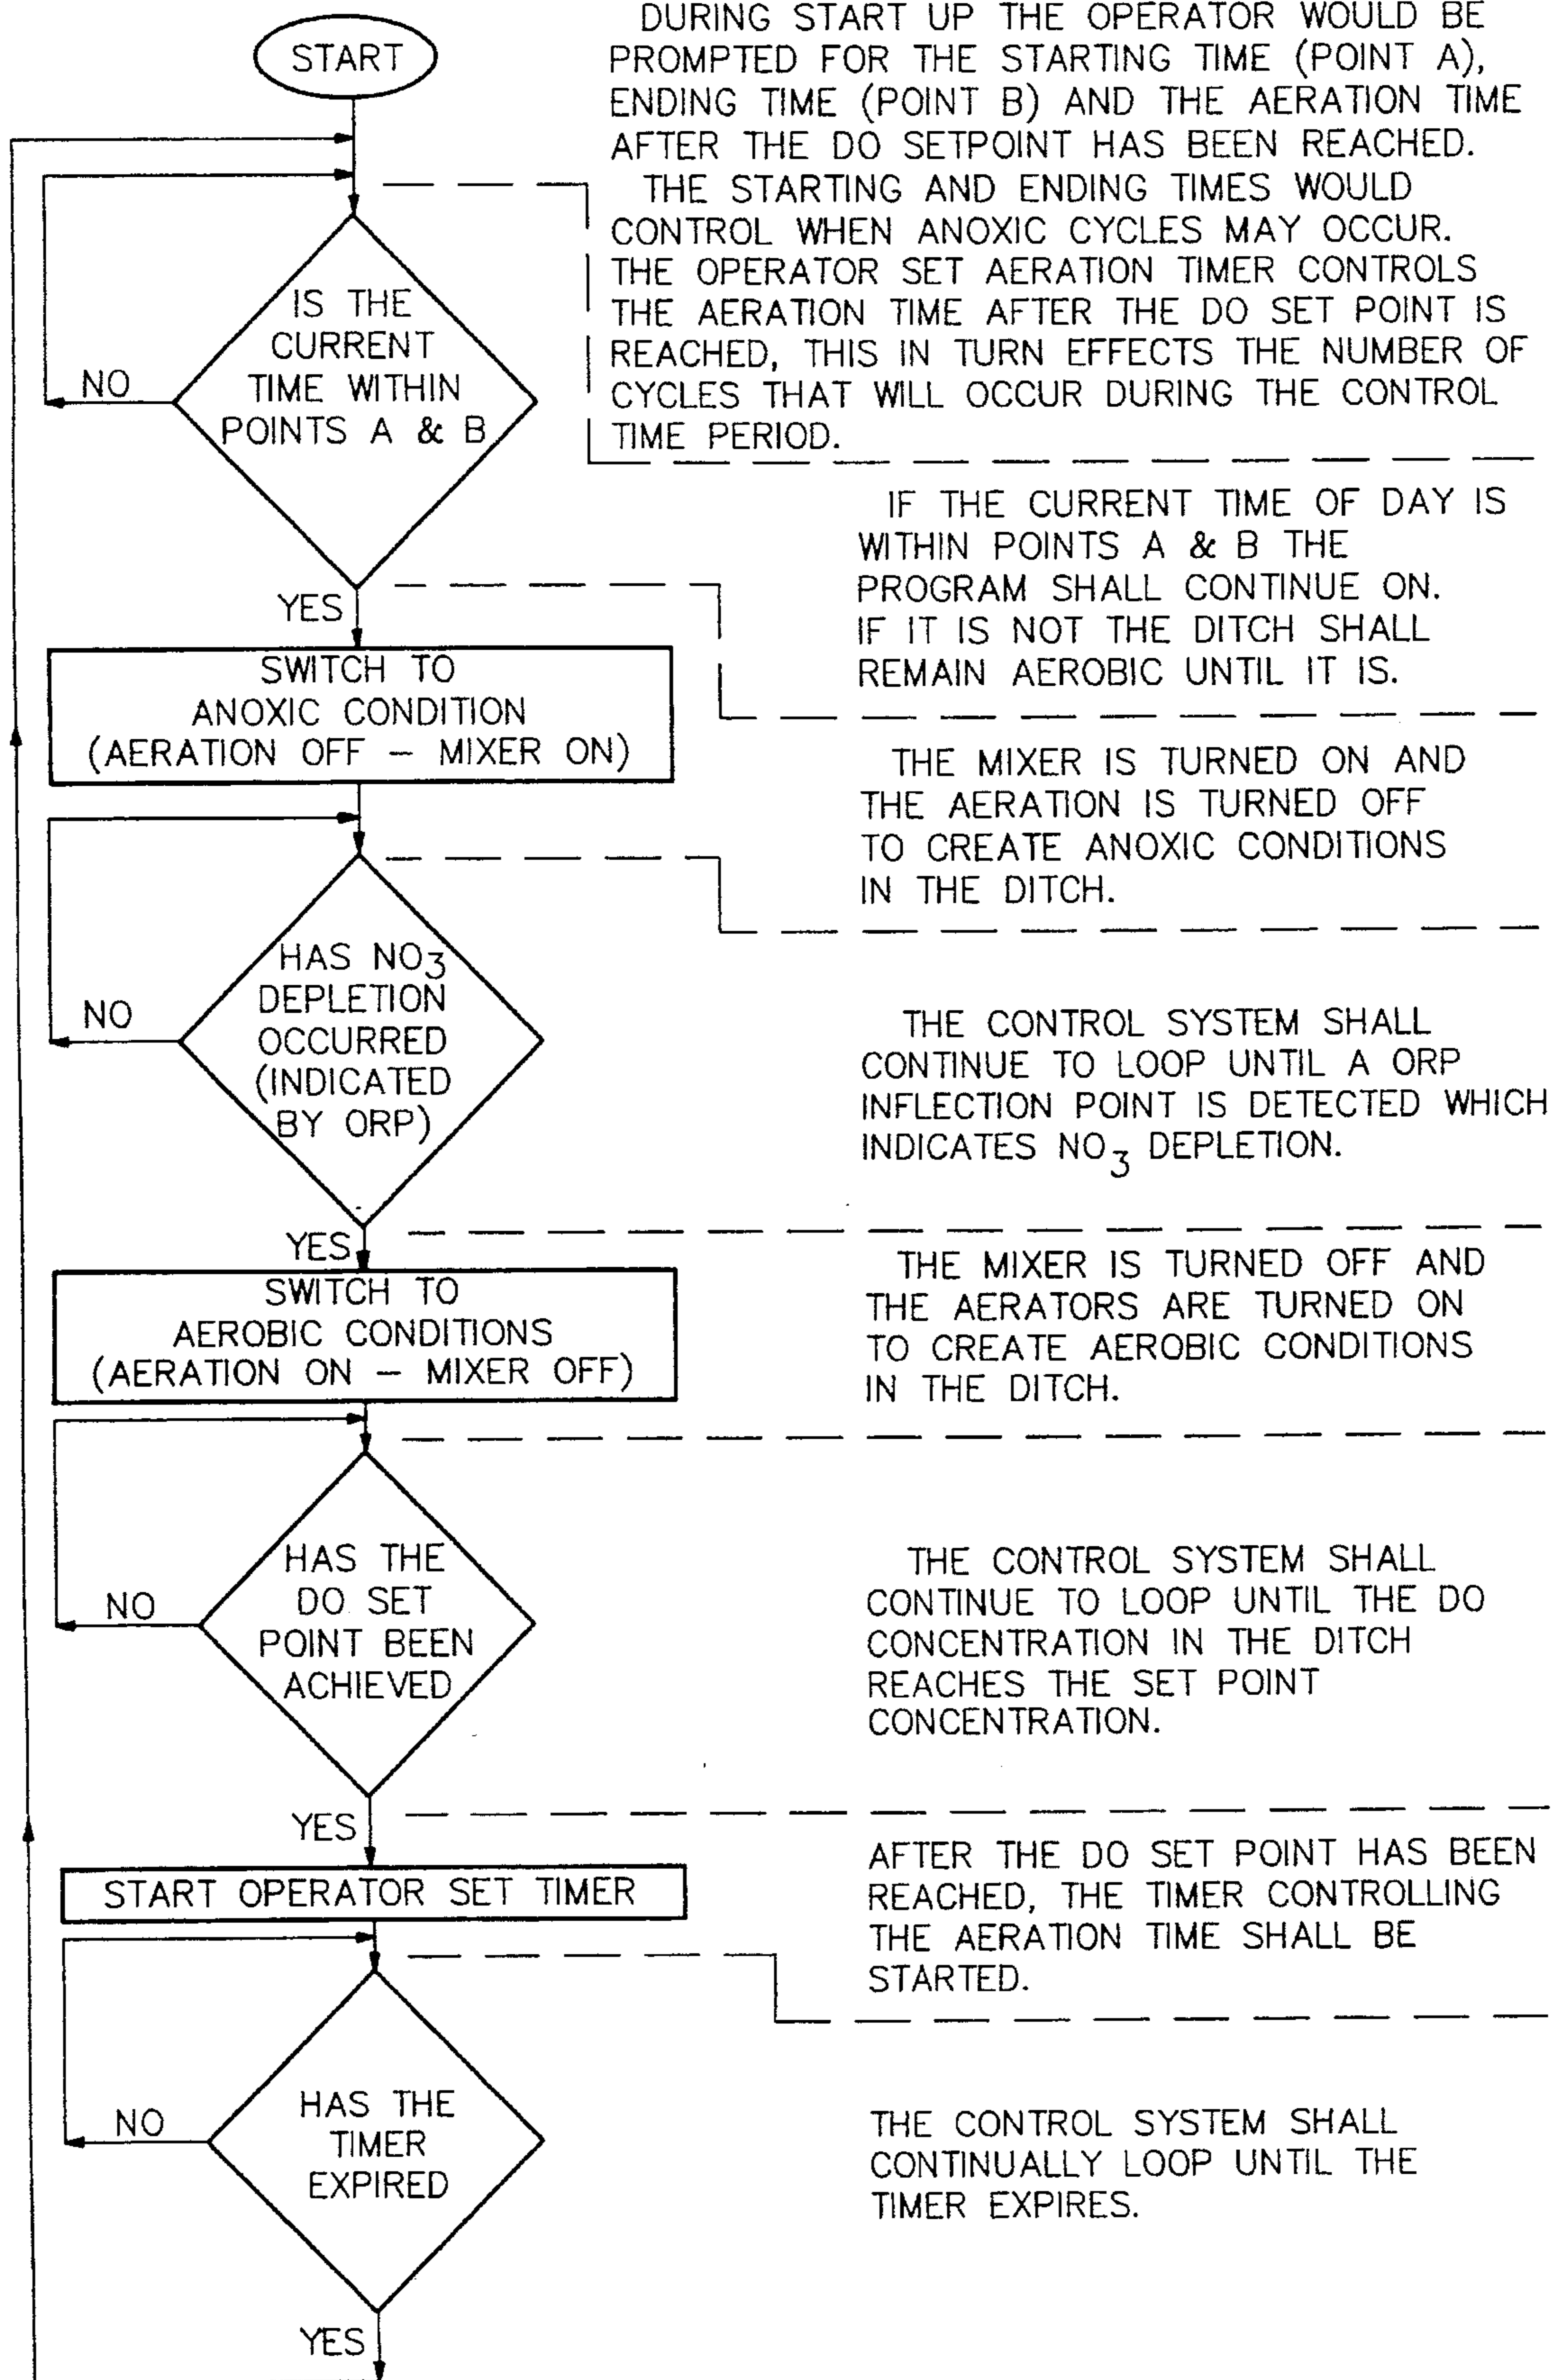 START
DURING START UP THE OPERATOR WOULD BE
PROMPTED FOR THE STARTING TIME (POINT A),
ENDING TIME (POINT B) AND THE AERATION TIME
AFTER THE DO SETPOINT HAS BEEN REACHED.
THE STARTING AND ENDING TIMES WOULD
CONTROL WHEN ANOXIC CYCLES MAY OCCUR.
THE OPERATOR SET AERATION TIMER CONTROLS
THE AERATION TIME AFTER THE DO SET POINT IS
REACHED, THIS IN TURN EFFECTS THE NUMBER OF
CYCLES THAT WILL OCCUR DURING THE CONTROL
TIME PERIOD.
IS THE
CURRENT
TIME WITHIN
POINTS A & B
NO
YES
IF THE CURRENT TIME OF DAY IS
WITHIN POINTS A & B THE
PROGRAM SHALL CONTINUE ON.
IF IT IS NOT THE DITCH SHALL
REMAIN AEROBIC UNTIL IT IS.
SWITCH TO
ANOXIC CONDITION
(AERATION OFF – MIXER ON)
THE MIXER IS TURNED ON AND
THE AERATION IS TURNED OFF
TO CREATE ANOXIC CONDITIONS
IN THE DITCH.
HAS NO3
DEPLETION
OCCURRED
(INDICATED
BY ORP)
NO
YES
THE CONTROL SYSTEM SHALL
CONTINUE TO LOOP UNTIL A ORP
INFLECTION POINT IS DETECTED WHICH
INDICATES NO3 DEPLETION.
SWITCH TO
AEROBIC CONDITIONS
(AERATION ON – MIXER OFF)
THE MIXER IS TURNED OFF AND
THE AERATORS ARE TURNED ON
TO CREATE AEROBIC CONDITIONS
IN THE DITCH.
HAS THE
DO SET
POINT BEEN
ACHIEVED
NO
YES
THE CONTROL SYSTEM SHALL
CONTINUE TO LOOP UNTIL THE DO
CONCENTRATION IN THE DITCH
REACHES THE SET POINT
CONCENTRATION.
START OPERATOR SET TIMER
AFTER THE DO SET POINT HAS BEEN
REACHED, THE TIMER CONTROLLING
THE AERATION TIME SHALL BE
STARTED.
HAS THE
TIMER
EXPIRED
NO
YES
THE CONTROL SYSTEM SHALL
CONTINUALLY LOOP UNTIL THE
TIMER EXPIRES.